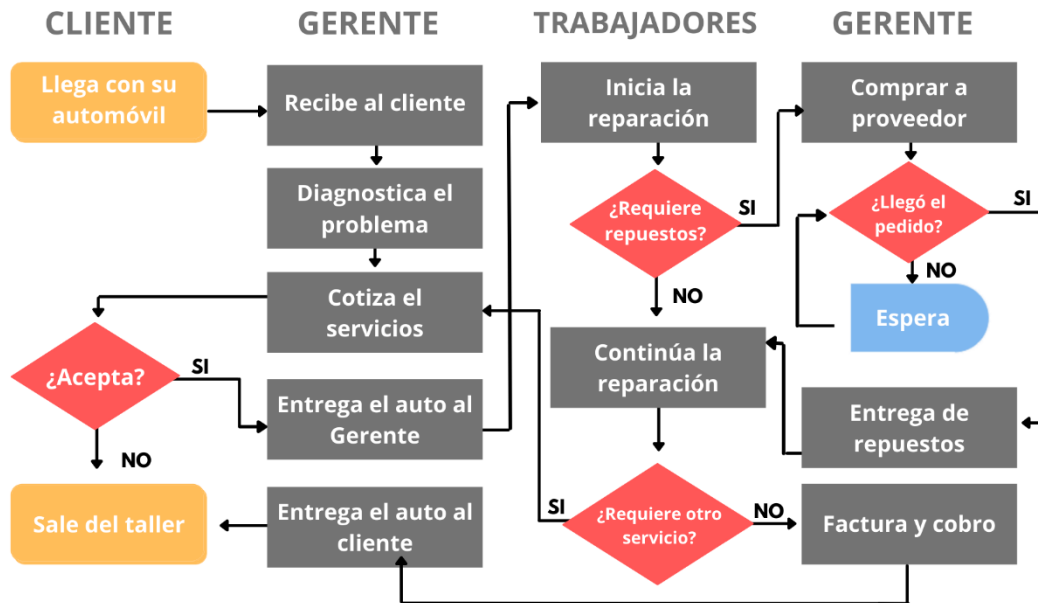 CLIENTE
GERENTE
TRABAJADORES
GERENTE
Llega con su
automóvil
Recibe al cliente
Inicia la
reparación
Comprar a
proveedor
Diagnostica el
problema
¿Requiere
repuestos?
SI
¿Llegó el
pedido?
SI
NO
NO
Cotiza el
servicios
Espera
¿Acepta?
SI
Continúa la
reparación
Entrega el auto al
Gerente
Entrega de
repuestos
NO
Sale del taller
Entrega el auto al
cliente
SI
¿Requiere otro
servicio?
NO
Factura y cobro